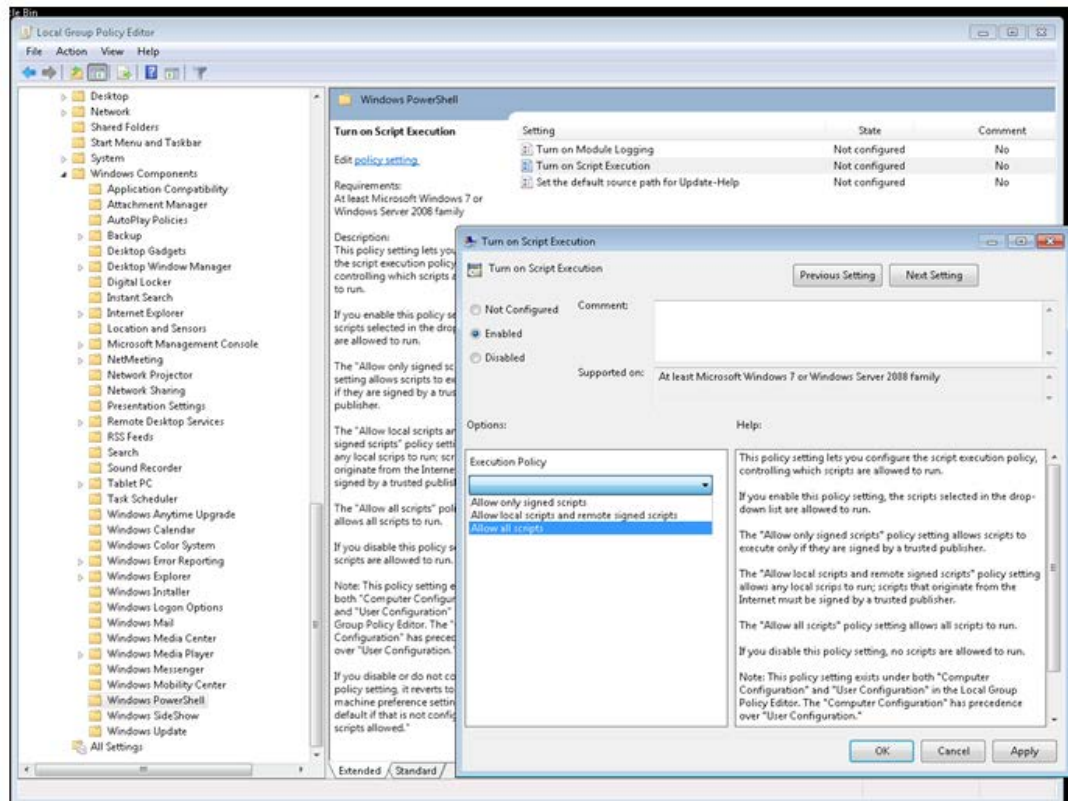 le Bin
Local Group Policy Editor
File Action View Help
Desktop
Network
Shared Folders
Start Menu and Taskbar
System
Windows Components
Application Compatibility
Attachment Manager
AutoPlay Policies
Backup
Desktop Gadgets
Desktop Window Manager
Digital Locker
Instant Search
Internet Explorer
Location and Sensors
Microsoft Management Console
NetMeeting
Network Projector
Network Sharing
Presentation Settings
Remote Desktop Services
RSS Feeds
Search
Sound Recorder
Tablet PC
Task Scheduler
Windows Anytime Upgrade
Windows Calendar
Windows Color System
Windows Error Reporting
Windows Explorer
Windows Installer
Windows Logon Options
Windows Mail
Windows Media Center
Windows Media Player
Windows Messenger
Windows Mobility Center
Windows PowerShell
Windows SideShow
Windows Update
All Settings
Windows PowerShell
Turn on Script Execution
Edit policy setting
Requirements:
At least Microsoft Windows 7 or
Windows Server 2008 family
Description:
This policy setting lets you
the script execution policy
controlling which scripts a
to run.
If you enable this policy se
scripts selected in the drop
are allowed to run.
The "Allow only signed sc
setting allows scripts to ex
if they are signed by a trus
publisher.
The "Allow local scripts an
signed scripts" policy setti
any local scrips to run; scr
originate from the Interne
signed by a trusted publis
The "Allow all scripts" poli
allows all scripts to run.
If you disable this policy s
scripts are allowed to run.
Note: This policy setting e
both "Computer Configur
and "User Configuration"
Group Policy Editor. The "
Configuration" has preced
over "User Configuration."
If you disable or do not co
policy setting, it reverts to
machine preference settin
default if that is not config
scripts allowed."
Extended Standard
Setting State Comment
Turn on Module Logging Not configured No
Turn on Script Execution Not configured No
Set the default source path for Update-Help Not configured No
Turn on Script Execution
Turn on Script Execution
Previous Setting Next Setting
Not Configured
Enabled
Disabled
Comment:
Supported on:
At least Microsoft Windows 7 or Windows Server 2008 family
Options:
Execution Policy
Allow only signed scripts
Allow local scripts and remote signed scripts
Allow all scripts
Help:
This policy setting lets you configure the script execution policy,
controlling which scripts are allowed to run.
If you enable this policy setting, the scripts selected in the drop-
down list are allowed to run.
The "Allow only signed scripts" policy setting allows scripts to
execute only if they are signed by a trusted publisher.
The "Allow local scripts and remote signed scripts" policy setting
allows any local scrips to run; scripts that originate from the
Internet must be signed by a trusted publisher.
The "Allow all scripts" policy setting allows all scripts to run.
If you disable this policy setting, no scripts are allowed to run.
Note: This policy setting exists under both "Computer
Configuration" and "User Configuration" in the Local Group
Policy Editor. The "Computer Configuration" has precedence
over "User Configuration."
OK Cancel Apply